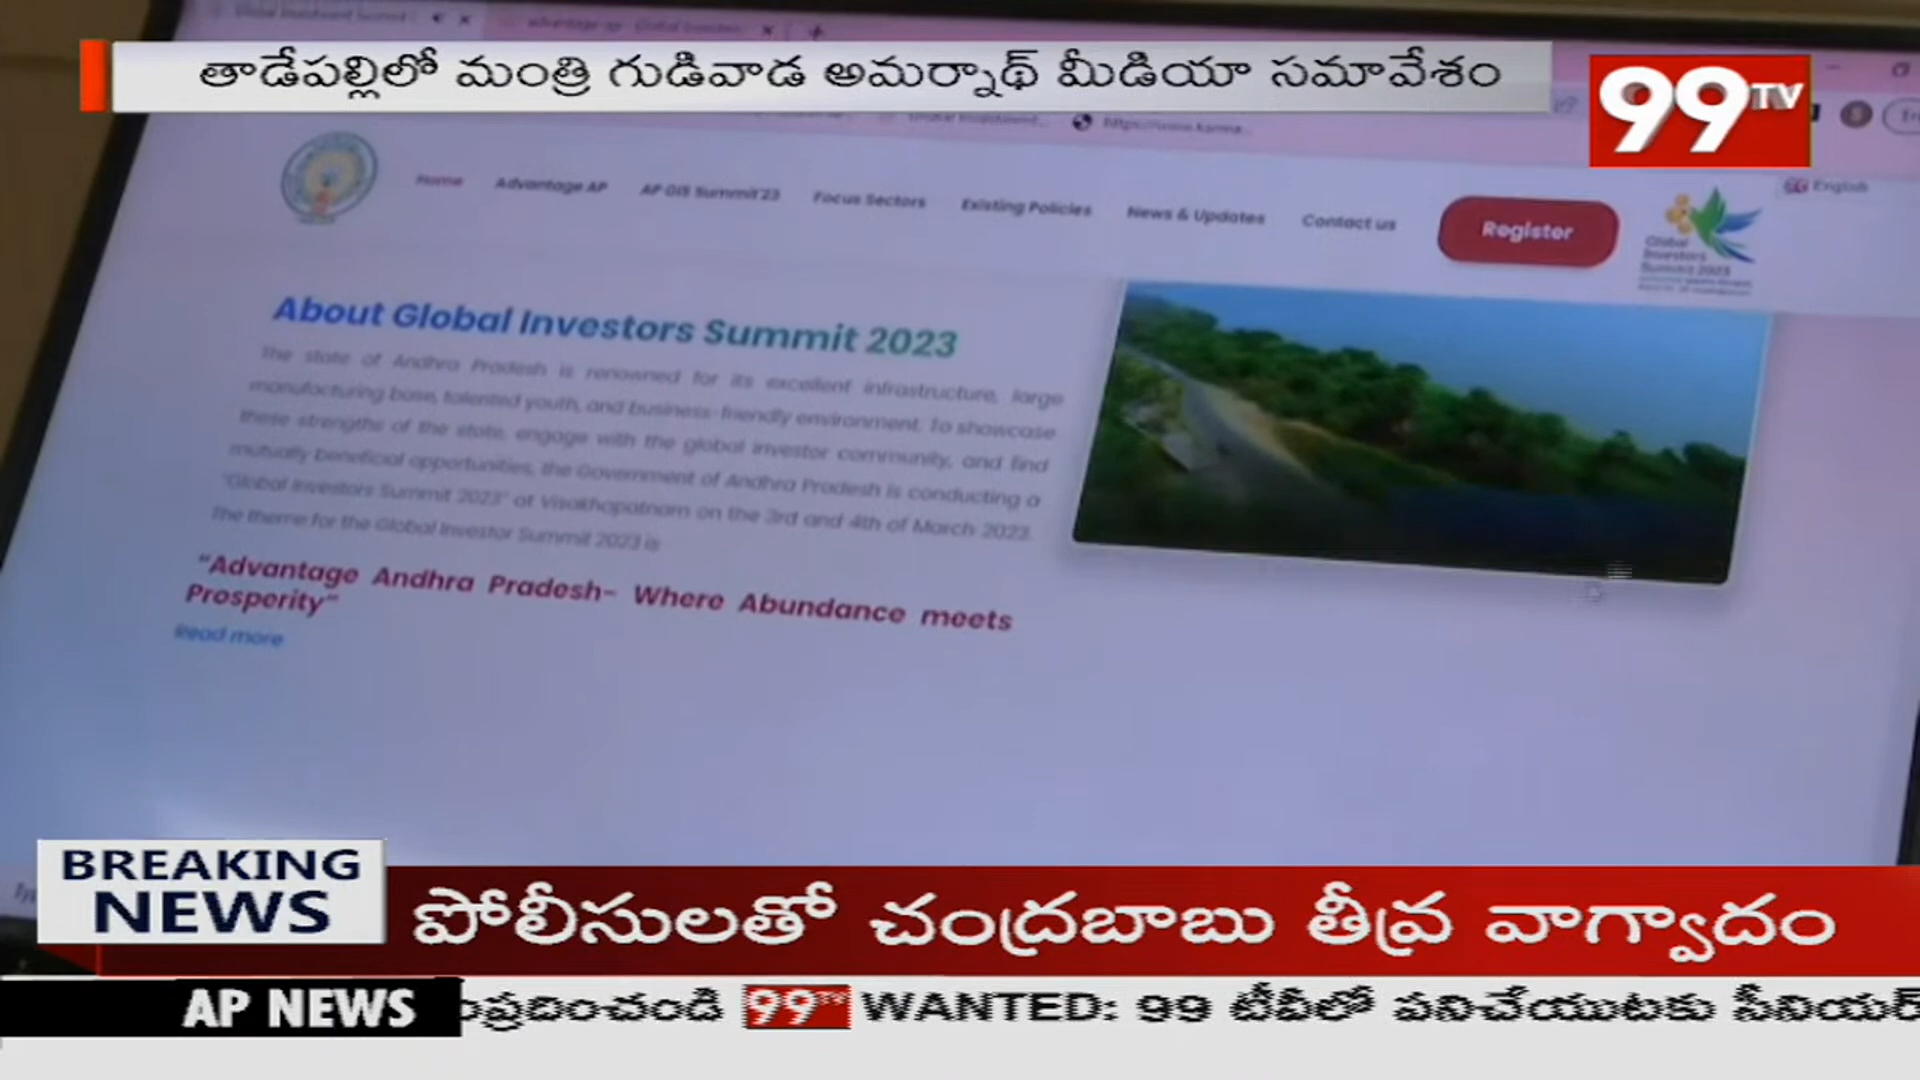 తాడేపల్లిలో మంత్రి గుడివాడ అమర్నాథ్ మీడియా సమావేశం
99TV
English
Home Advantage AP AP GIS Summit'23 Focus Sectors Existing Policies News & Updates Contact us Register
Global
Investors
Summit 2023
About Global Investors Summit 2023
The state of Andhra Pradesh is renowned for its excellent infrastructure, large
manufacturing base, talented youth, and business-friendly environment. To showcase
these strengths of the state, engage with the global investor community, and find
mutually beneficial opportunities, the Government of Andhra Pradesh is conducting a
"Global Investors Summit 2023" at Visakhapatnam on the 3rd and 4th of March 2023.
The theme for the Global Investor Summit 2023 is
"Advantage Andhra Pradesh- Where Abundance meets
Prosperity"
Read more
BREAKING
NEWS
పోలీసులతో చంద్రబాబు తీవ్ర వాగ్వాదం
AP NEWS
99TV WANTED: 99 టీవీలో పనిచేయుటకు సీనియర్